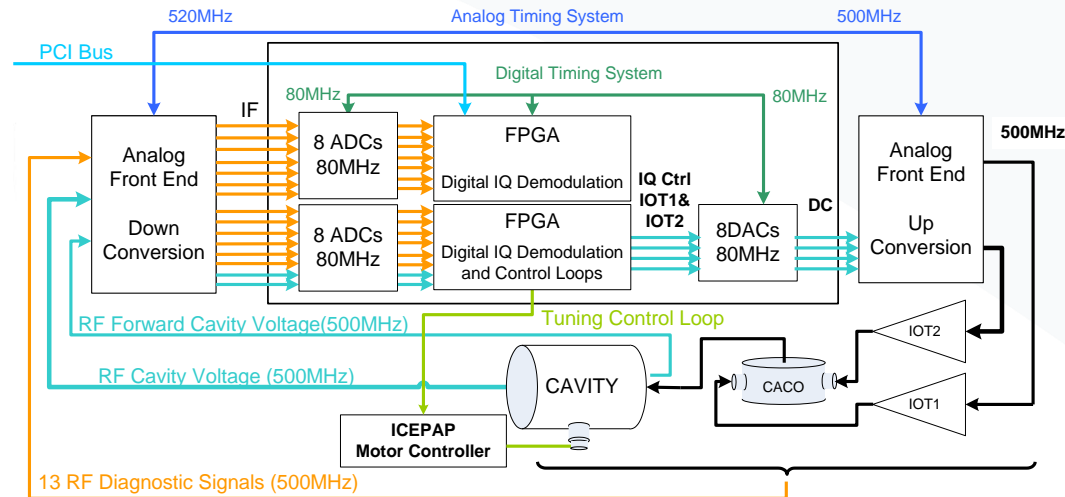 520MHz
Analog Timing System
500MHz
PCI Bus
Digital Timing System
80MHz
80MHz
IF
500MHz
Analog
Front End
Down
Conversion
8 ADCs
80MHz
FPGA
Digital IQ Demodulation
8 ADCs
80MHz
FPGA
Digital IQ Demodulation
and Control Loops
IQ Ctrl
IOT1&
IOT2
8DACs
80MHz
DC
Analog
Front End
Up
Conversion
RF Forward Cavity Voltage(500MHz)
Tuning Control Loop
IOT2
RF Cavity Voltage (500MHz)
CAVITY
CACO
IOT1
ICEPAP
Motor Controller
13 RF Diagnostic Signals (500MHz)